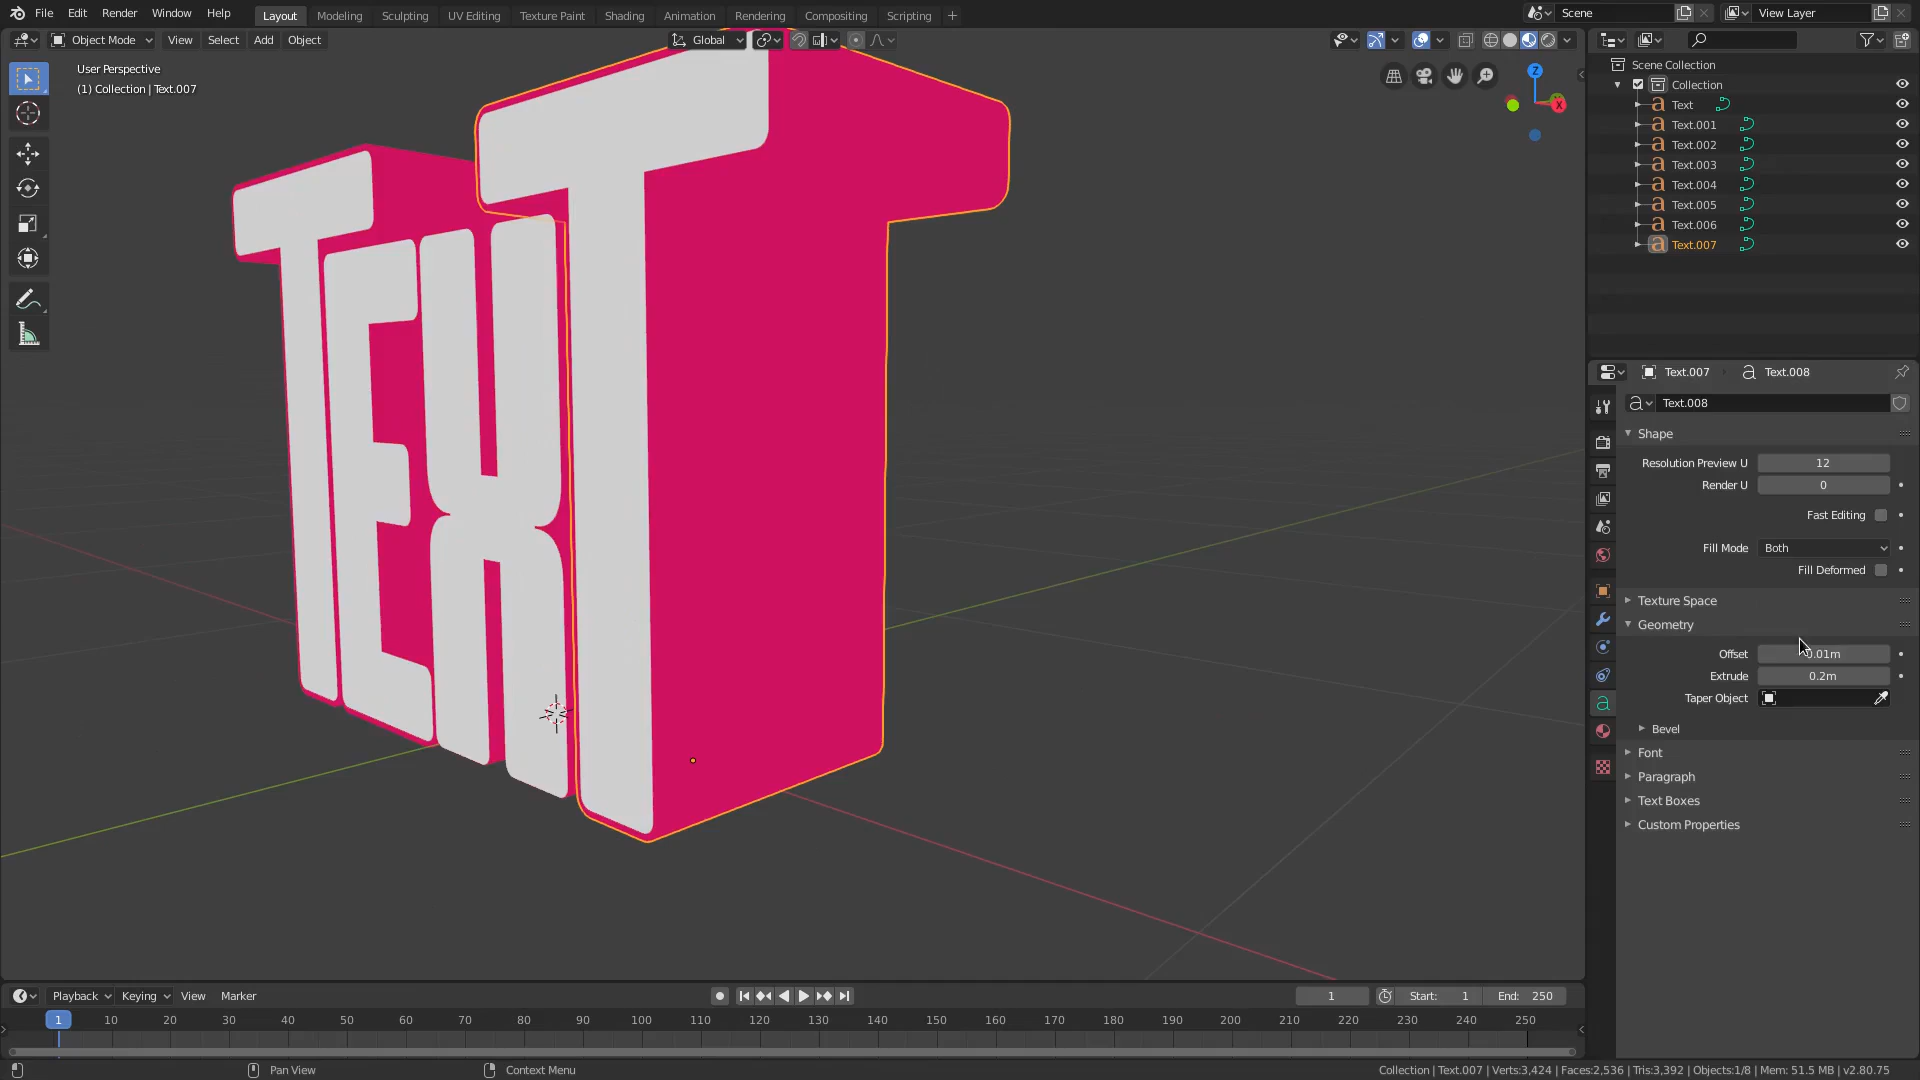 File Edit Render Window Help Layout Modeling Sculpting UV Editing Texture Paint Shading Animation Rendering Compositing Scripting + Scene View Layer
Object Mode View Select Add Object Global
User Perspective
(1) Collection | Text.007
Z
X
TEXT
Scene Collection
Collection
Text
Text.001
Text.002
Text.003
Text.004
Text.005
Text.006
Text.007
Text.007 Text.008
Text.008
Shape
Resolution Preview U 12
Render U 0
Fast Editing
Fill Mode Both
Fill Deformed
Texture Space
Geometry
Offset 0.01m
Extrude 0.2m
Taper Object
Bevel
Font
Paragraph
Text Boxes
Custom Properties
Playback Keying View Marker 1 Start: 1 End: 250
1 10 20 30 40 50 60 70 80 90 100 110 120 130 140 150 160 170 180 190 200 210 220 230 240 250
Pan View Context Menu Collection | Text.007 | Verts:3,424 | Faces:2,536 | Tris:3,392 | Objects:1/8 | Mem: 51.5 MB | v2.80.75